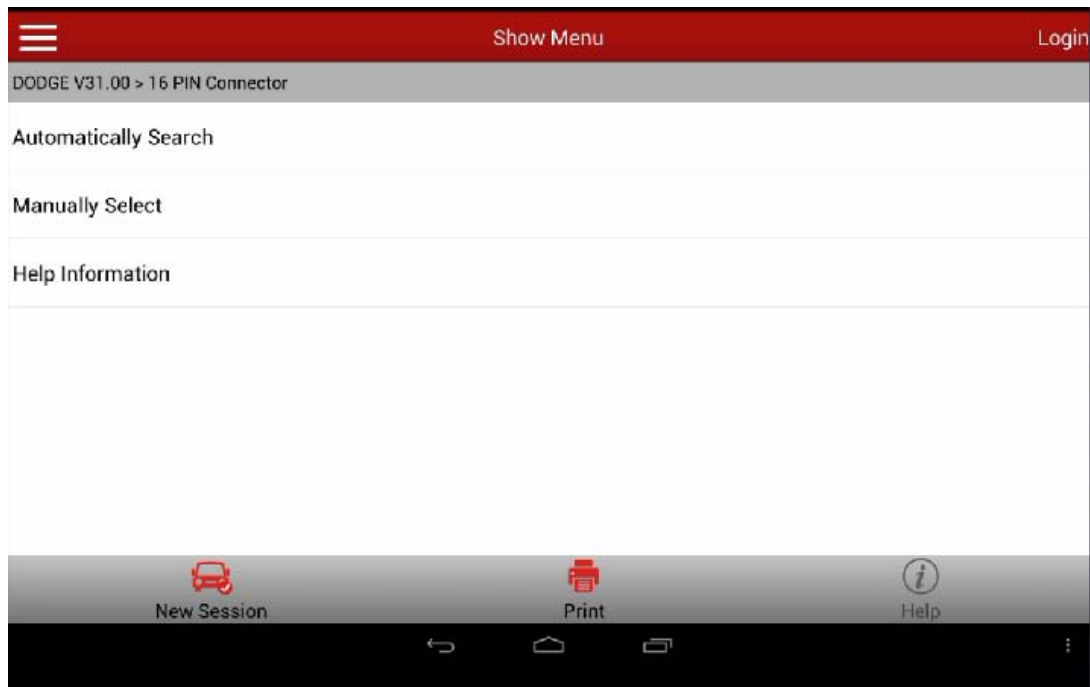 Show Menu
Login
DODGE V31.00 > 16 PIN Connector
Automatically Search
Manually Select
Help Information
New Session
Print
Help